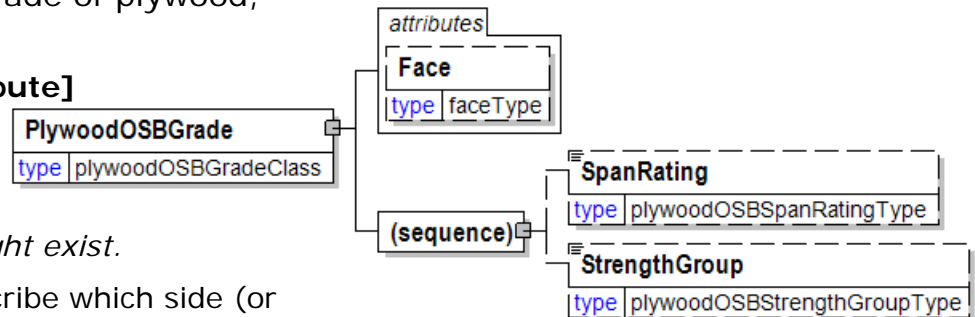 ade of plywood,
attributes
Face
type faceType
bute]
PlywoodOSBGrade
type plywoodOSBGradeClass
SpanRating
type plywoodOSBSpanRatingType
(sequence)
ght exist.
StrengthGroup
cribe which side (or
type plywoodOSBStrengthGroupType